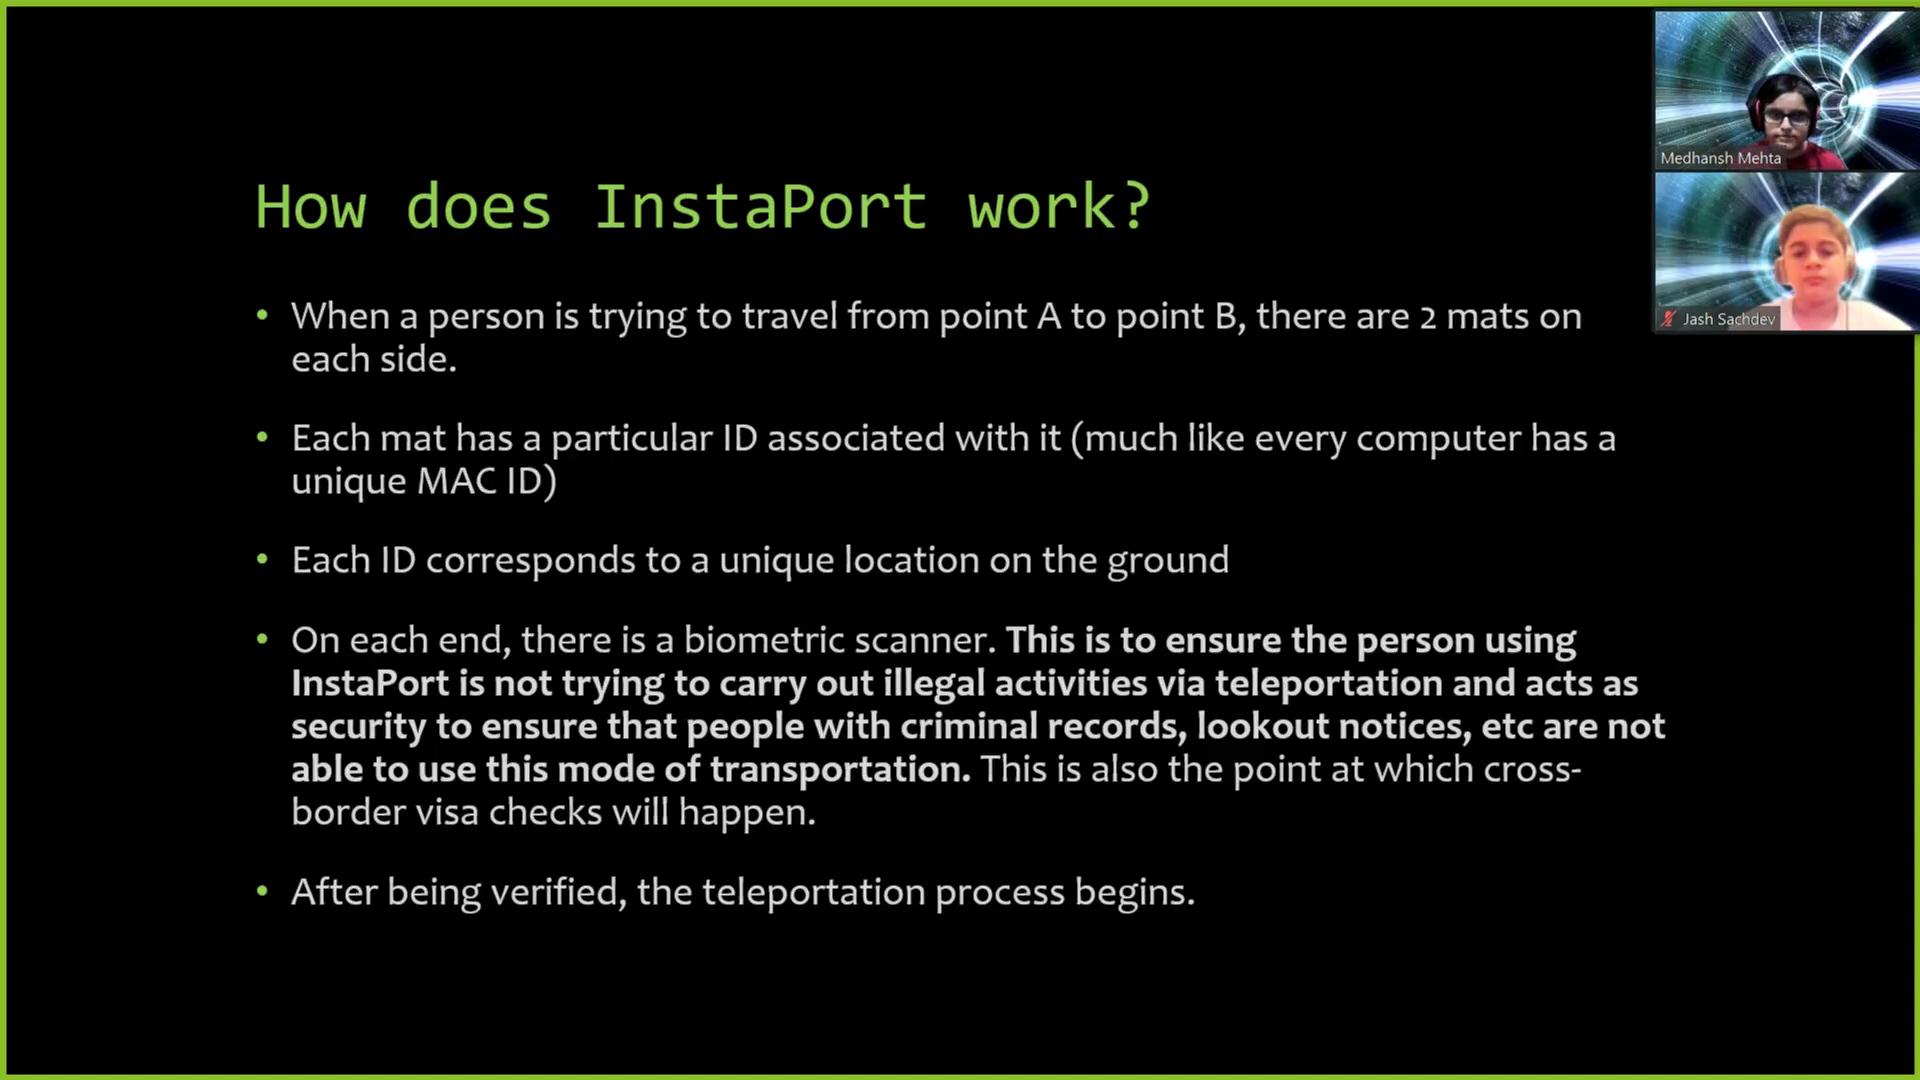 How does InstaPort work?
• When a person is trying to travel from point A to point B, there are 2 mats on
each side.
• Each mat has a particular ID associated with it (much like every computer has a
unique MAC ID)
• Each ID corresponds to a unique location on the ground
• On each end, there is a biometric scanner. This is to ensure the person using
InstaPort is not trying to carry out illegal activities via teleportation and acts as
security to ensure that people with criminal records, lookout notices, etc are not
able to use this mode of transportation. This is also the point at which cross-
border visa checks will happen.
• After being verified, the teleportation process begins.
Medhansh Mehta
Jash Sachdev